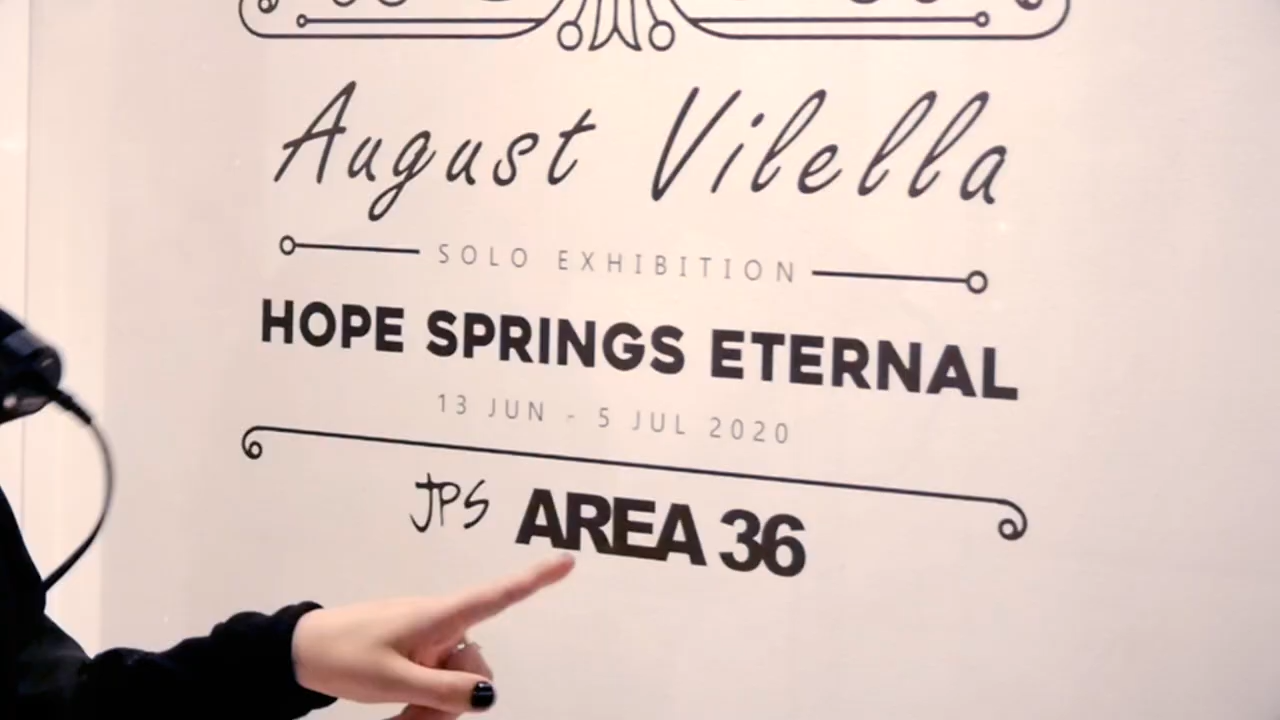 August Vilella
SOLO EXHIBITION
HOPE SPRINGS ETERNAL
13 JUN - 5 JUL 2020
JPS AREA 36